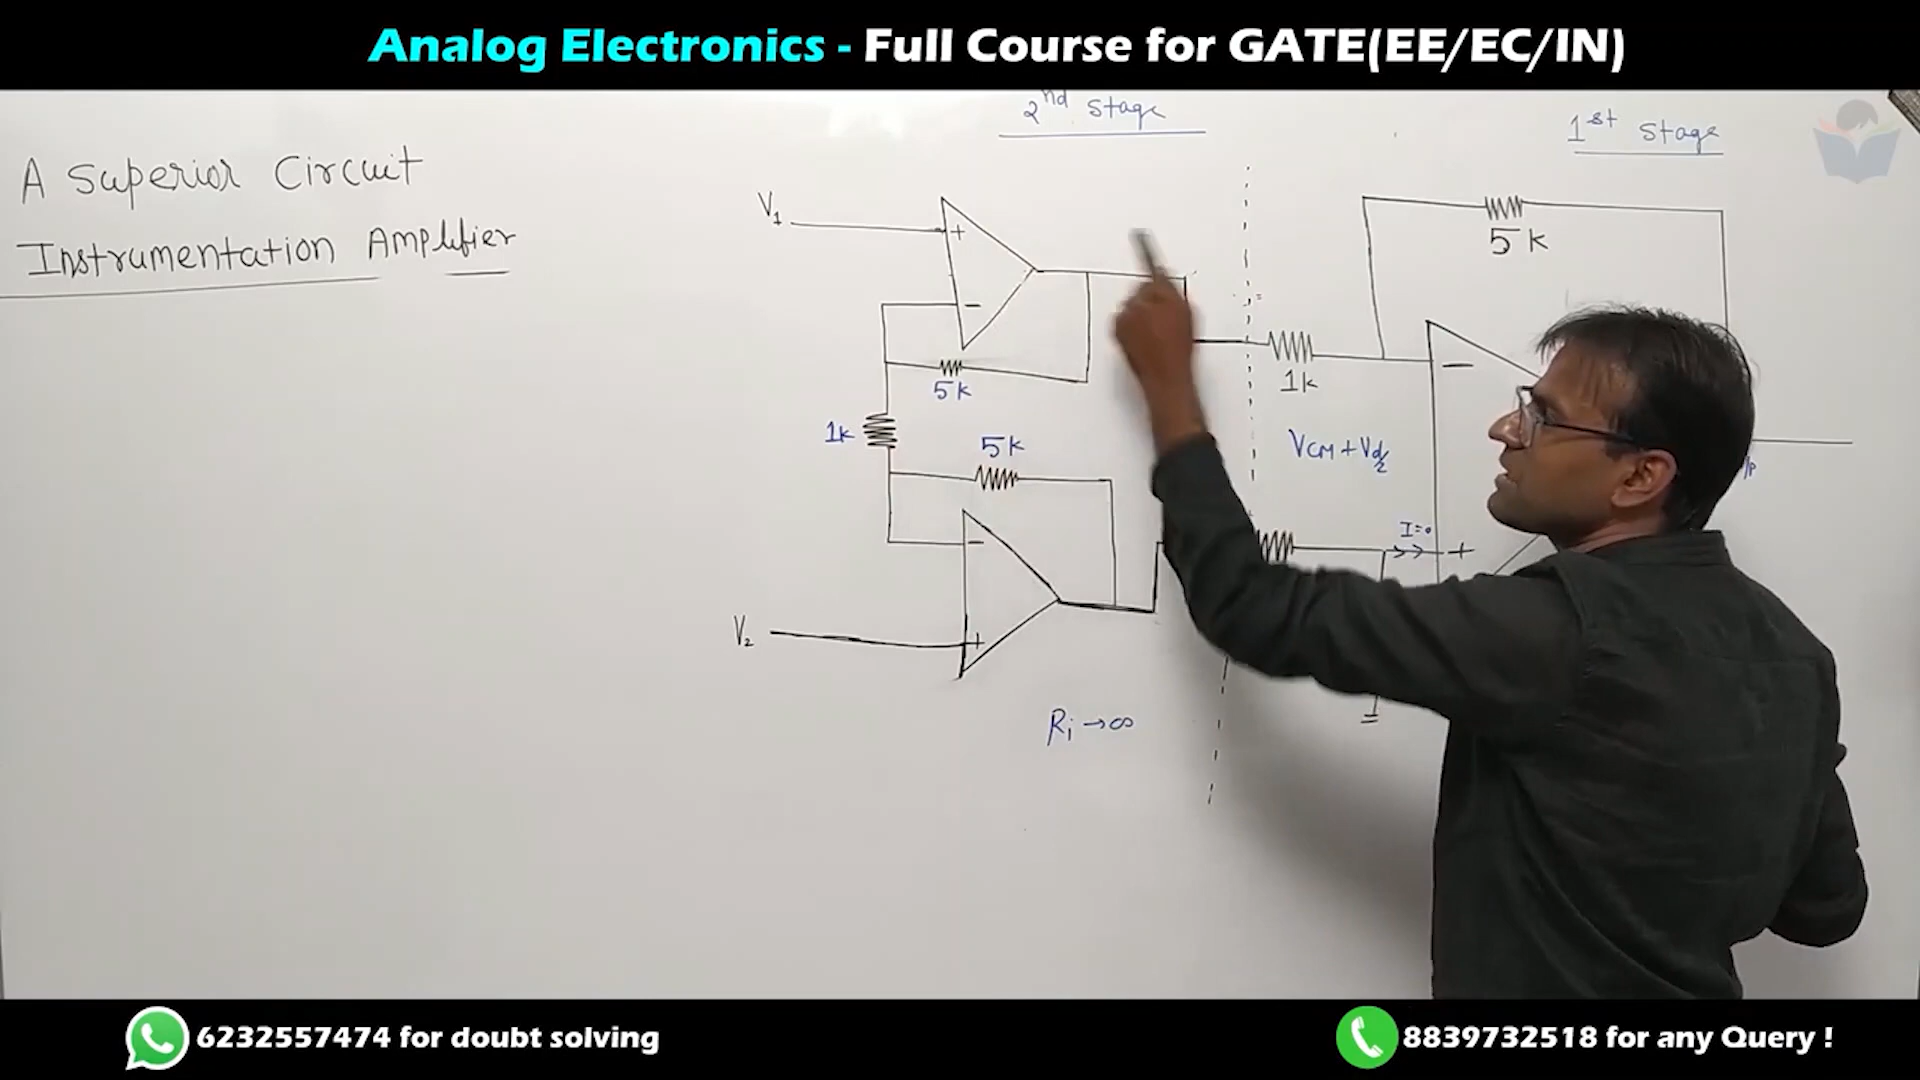 Analog Electronics - Full Course for GATE(EE/EC/IN)
2nd Stage
1st Stage
A Superior Circuit
Instrumentation Amplifier
V1
+
−
5k
1k
5k
−
+
V2
Ri→∞
5k
1k
−
VCM+Vd/2
I=0
+
6232557474 for doubt solving
8839732518 for any Query !